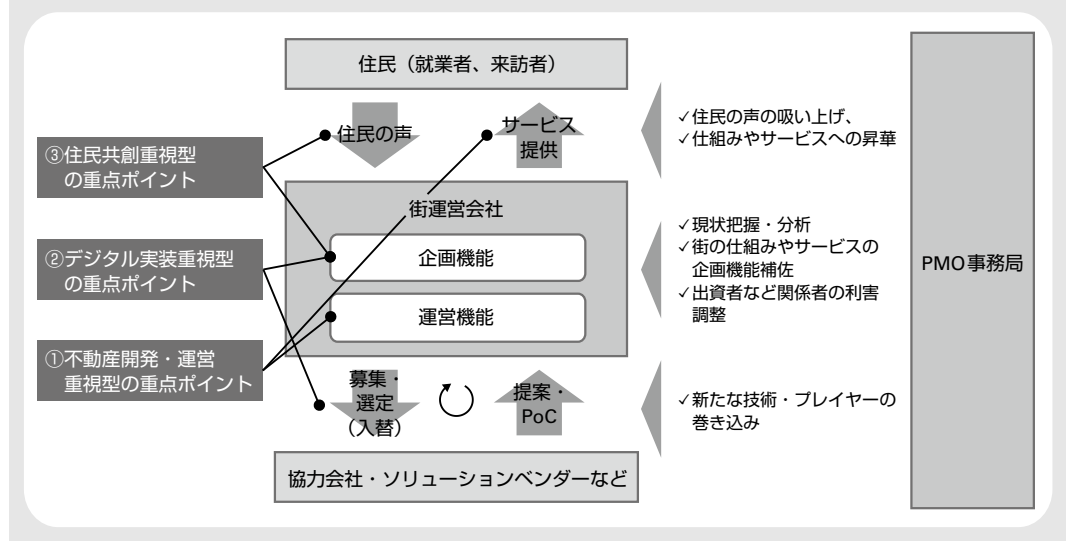 住民（就業者、来訪者）
住民の声
サービス
提供
✓住民の声の吸い上げ、
✓仕組みやサービスへの昇華
③住民共創重視型
の重点ポイント
②デジタル実装重視型
の重点ポイント
①不動産開発・運営
重視型の重点ポイント
街運営会社
企画機能
運営機能
✓現状把握・分析
✓街の仕組みやサービスの
企画機能補佐
✓出資者など関係者の利害
調整
募集・
選定
（入替）
提案・
PoC
✓新たな技術・プレイヤーの
巻き込み
協力会社・ソリューションベンダーなど
PMO事務局